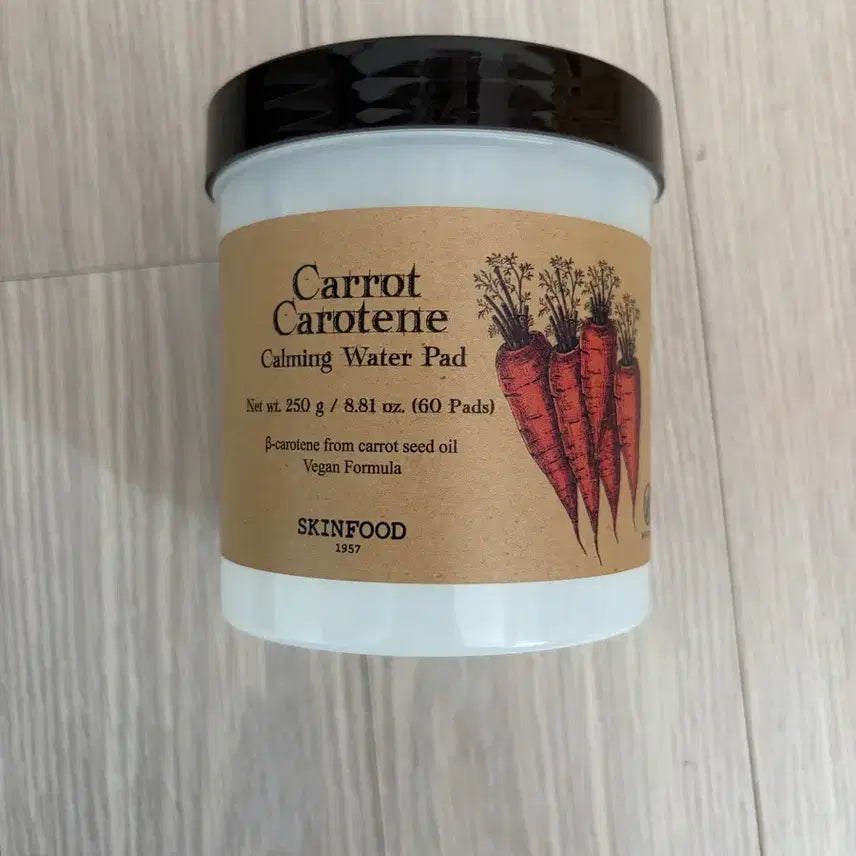 Carrot
Carotene
Calming Water Pad
Net wt. 250 g / 8.81 oz. (60 Pads)
β-carotene from carrot seed oil
Vegan Formula
SKINFOOD
1957